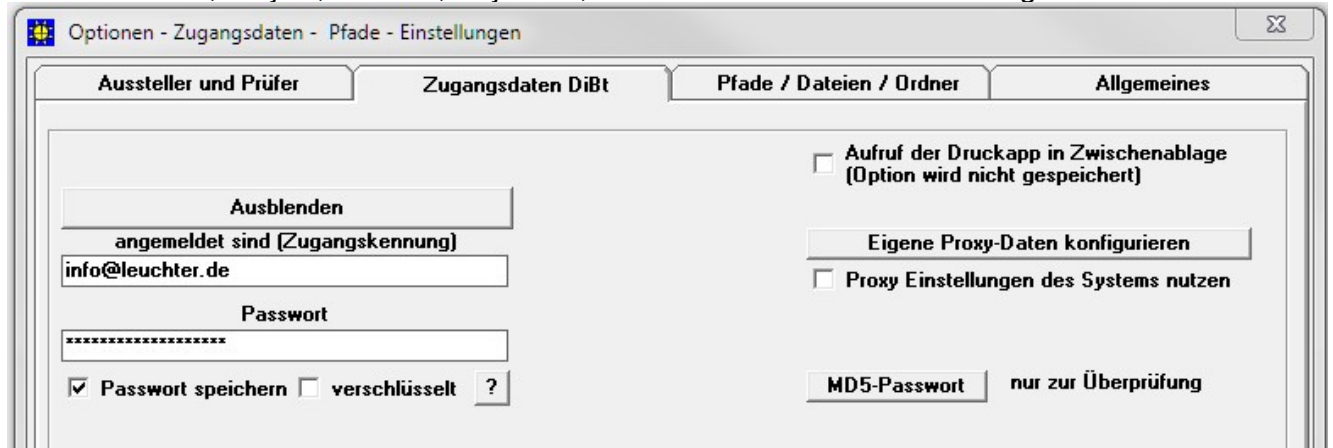 Optionen - Zugangsdaten - Pfade - Einstellungen
Aussteller und Prüfer
Zugangsdaten DiBt
Pfade / Dateien / Ordner
Allgemeines
Aufruf der Druckapp in Zwischenablage
(Option wird nicht gespeichert)
Ausblenden
angemeldet sind (Zugangskennung)
Eigene Proxy-Daten konfigurieren
info@leuchter.de
Proxy Einstellungen des Systems nutzen
Passwort
*******************
Passwort speichern
verschlüsselt
?
MD5-Passwort
nur zur Überprüfung